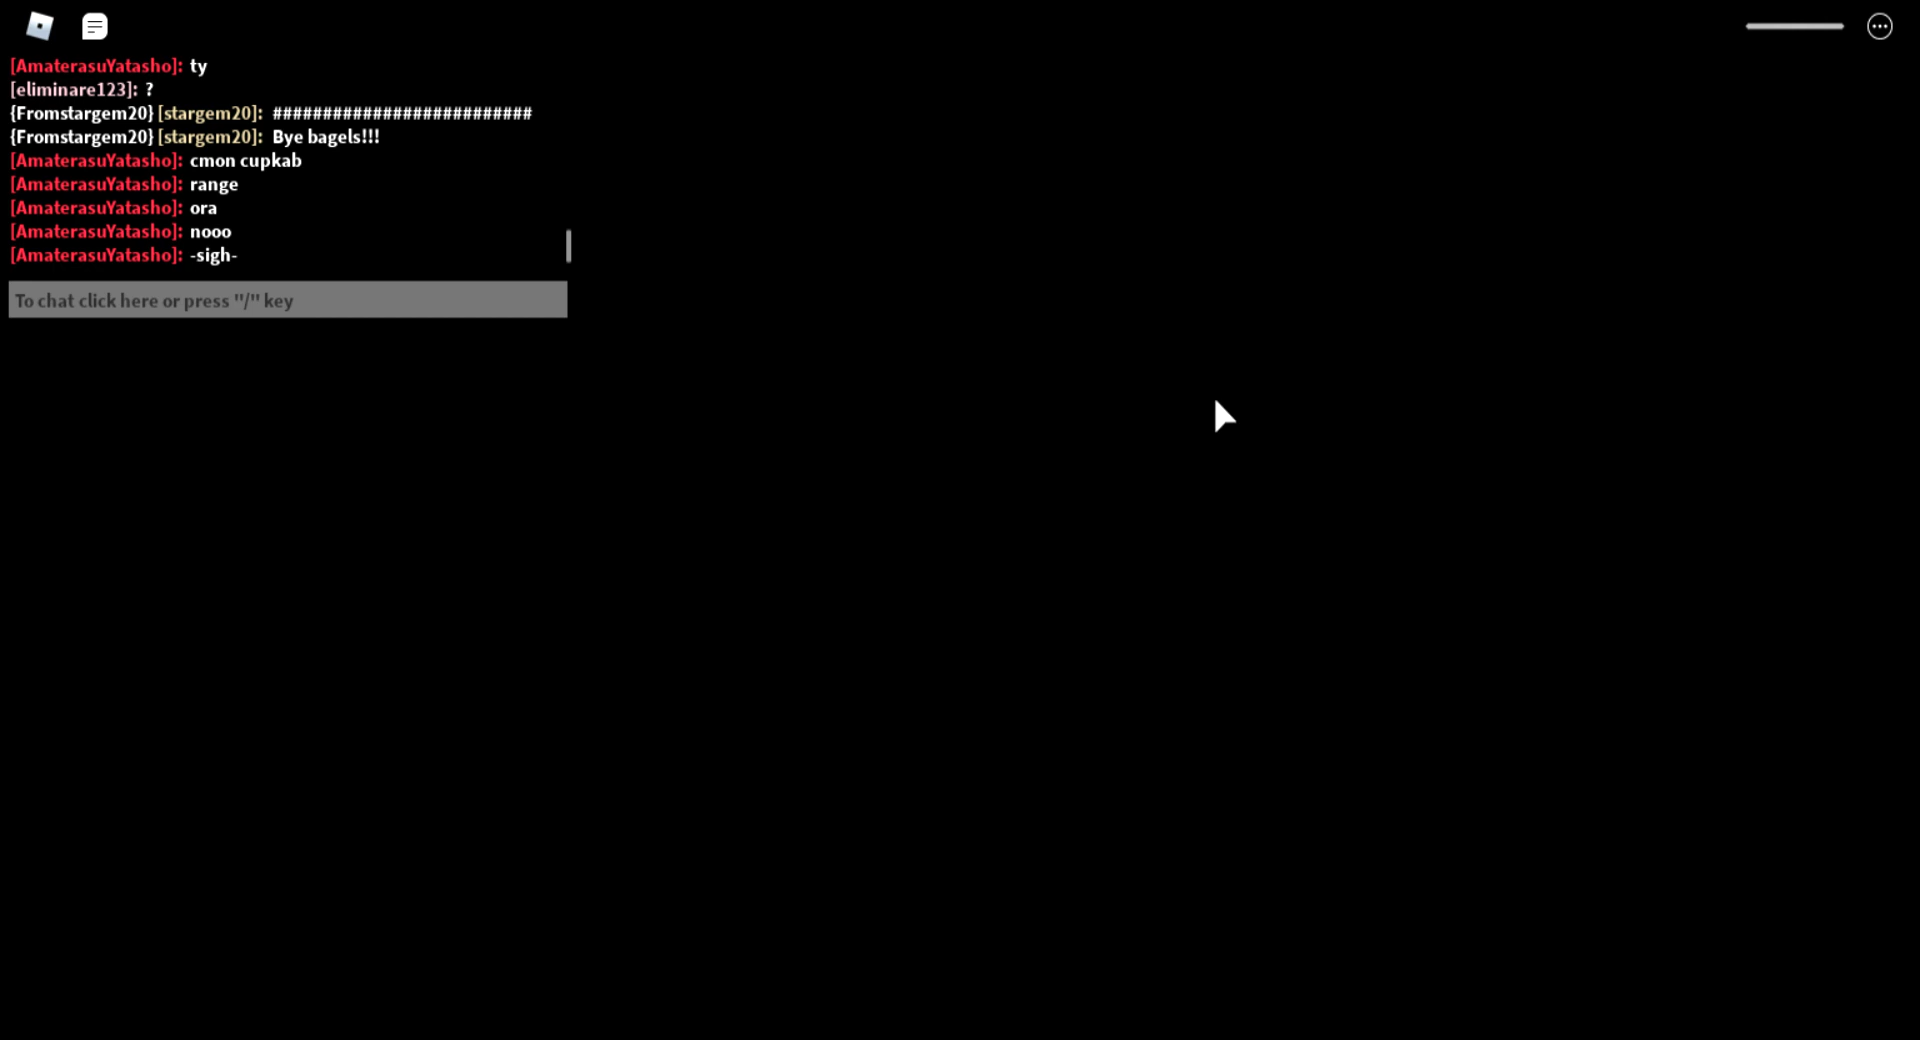 [AmaterasuYatasho]: ty
[eliminare123]: ?
{Fromstargem20} [stargem20]: ##########################
{Fromstargem20} [stargem20]: Bye bagels!!!
[AmaterasuYatasho]: cmon cupkab
[AmaterasuYatasho]: range
[AmaterasuYatasho]: ora
[AmaterasuYatasho]: nooo
[AmaterasuYatasho]: -sigh-
To chat click here or press "/" key